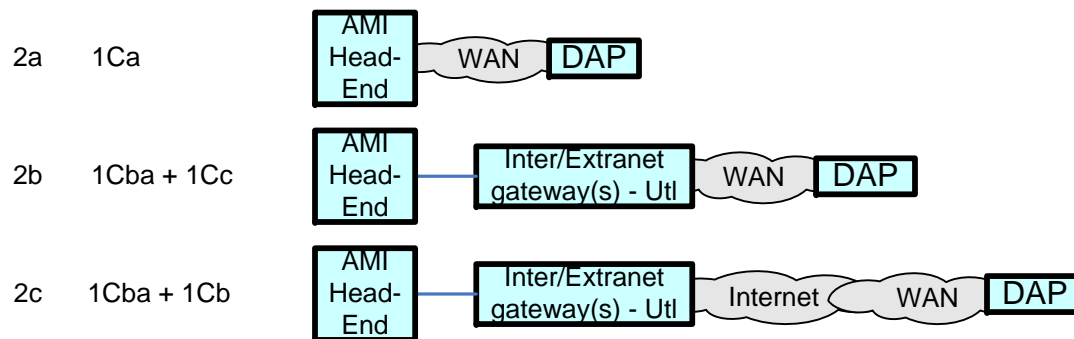 2a 1Ca AMI Head-End WAN DAP
2b 1Cba + 1Cc AMI Head-End Inter/Extranet gateway(s) - Utl WAN DAP
2c 1Cba + 1Cb AMI Head-End Inter/Extranet gateway(s) - Utl Internet WAN DAP